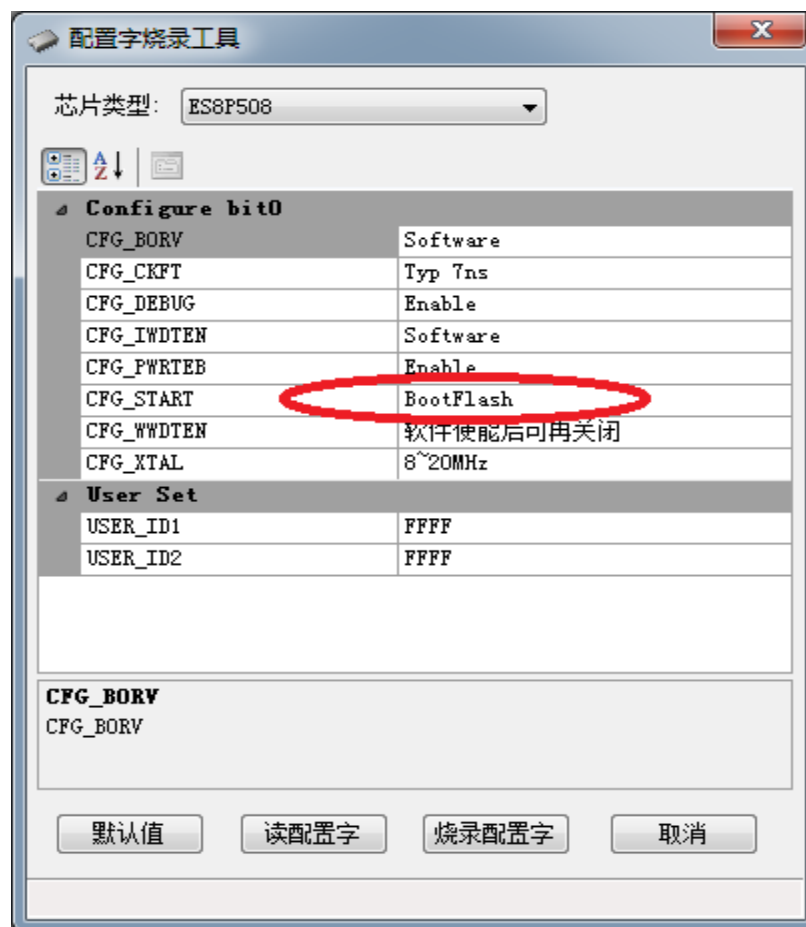 配置字烧录工具
芯片类型: ES8P508
Configure bit0
CFG_BORV Software
CFG_CKFT Typ 7ns
CFG_DEBUG Enable
CFG_IWDTEN Software
CFG_PWRTEB Enable
CFG_START BootFlash
CFG_WWDTEN 软件使能后可再关闭
CFG_XTAL 8~20MHz
User Set
USER_ID1 FFFF
USER_ID2 FFFF
CFG_BORV
CFG_BORV
默认值 读配置字 烧录配置字 取消